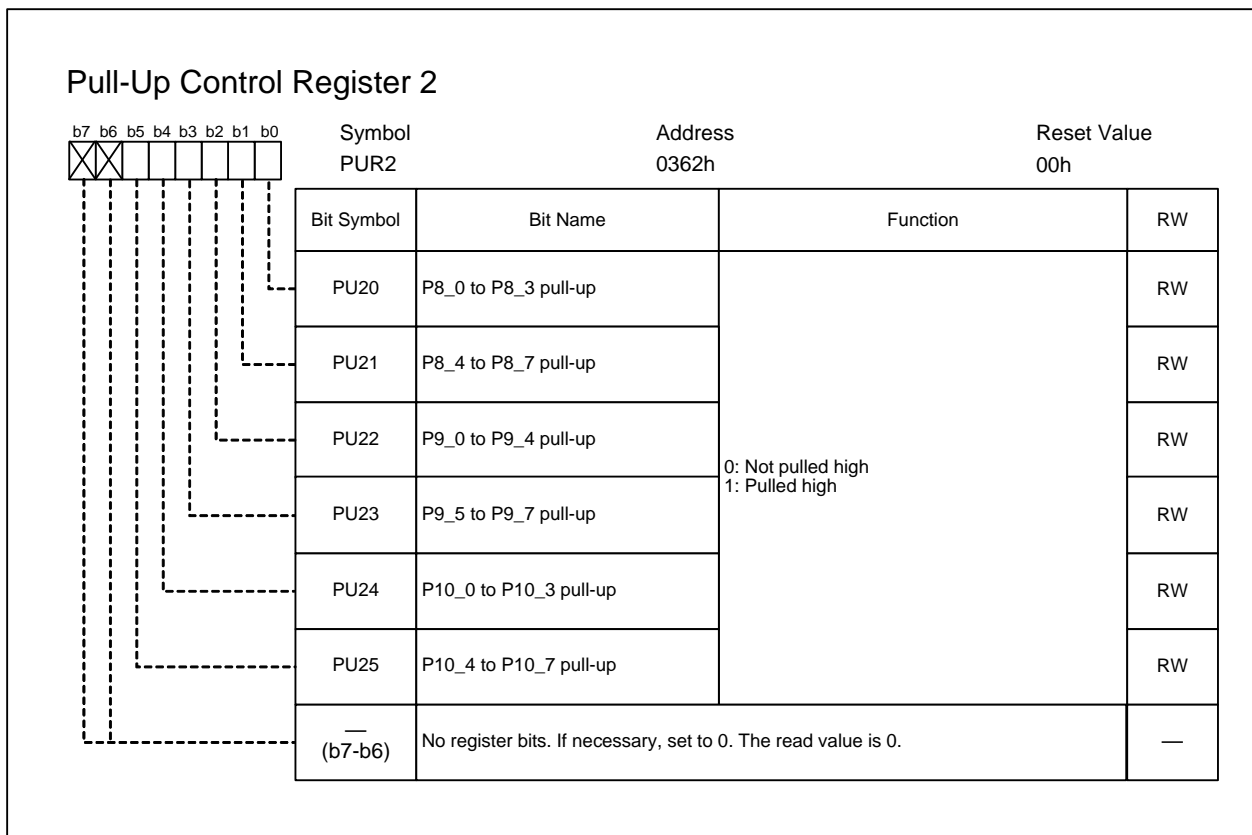 Pull-Up Control Register 2
b7 b6 b5 b4 b3 b2 b1 b0
Symbol Address Reset Value
PUR2 0362h 00h
Bit Symbol Bit Name Function RW
PU20 P8_0 to P8_3 pull-up RW
PU21 P8_4 to P8_7 pull-up RW
PU22 P9_0 to P9_4 pull-up RW
0: Not pulled high
1: Pulled high
PU23 P9_5 to P9_7 pull-up RW
PU24 P10_0 to P10_3 pull-up RW
PU25 P10_4 to P10_7 pull-up RW
—
(b7-b6) No register bits. If necessary, set to 0. The read value is 0. —